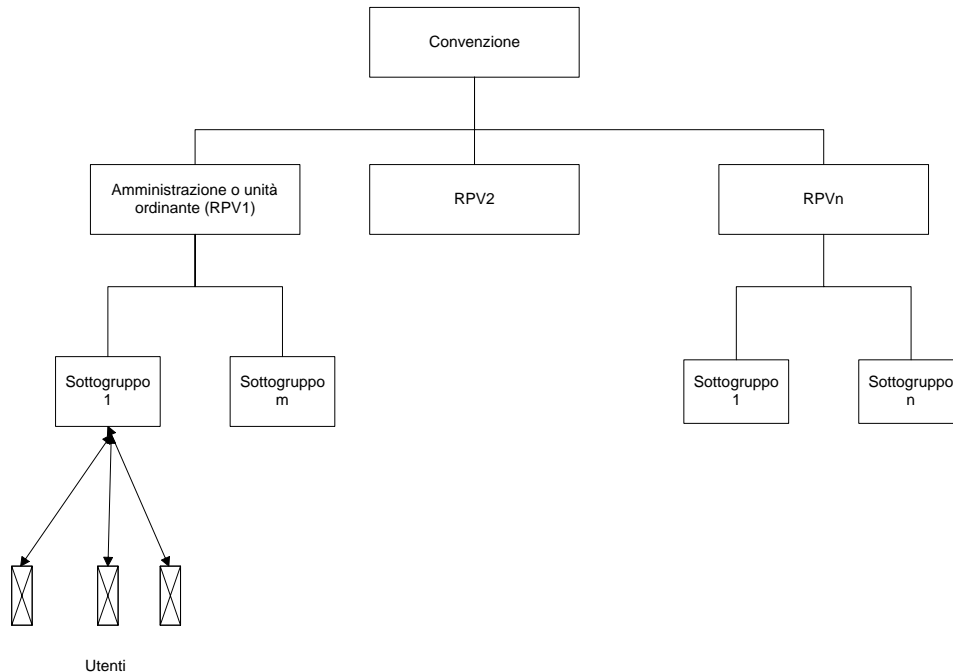 Convenzione
Amministrazione o unità
ordinante (RPV1)
RPV2
RPVn
Sottogruppo
1
Sottogruppo
m
Sottogruppo
1
Sottogruppo
n
Utenti